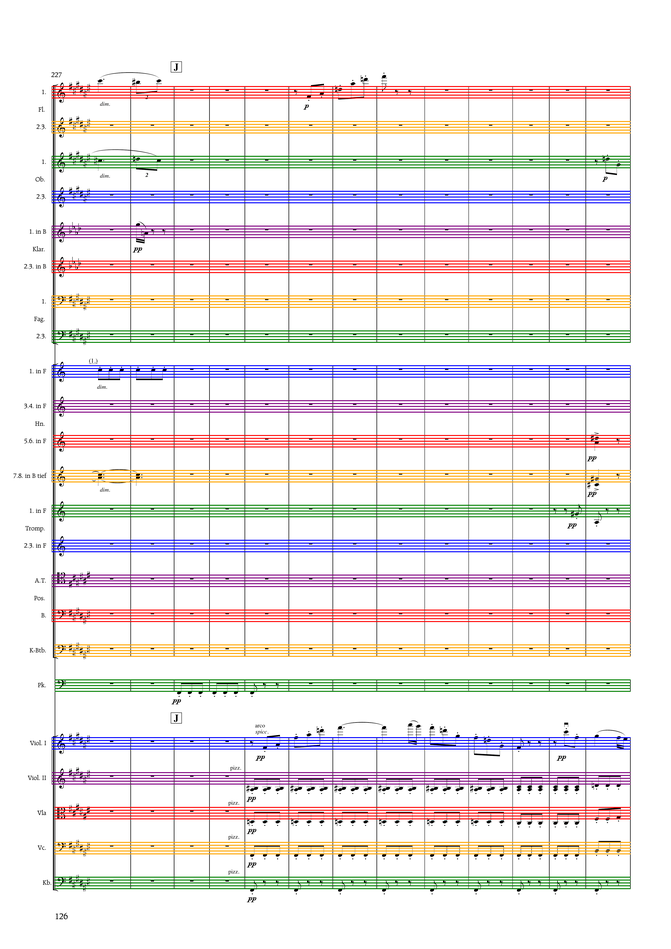 J
227
1.
dim.
2
p
Fl.
2.3.
1.
dim.
2
p
Ob.
2.3.
1. in B
pp
Klar.
2.3. in B
1.
Fag.
2.3.
(1.)
1. in F
dim.
3.4. in F
Hn.
5.6. in F
pp
7.8. in B tief
dim.
pp
1. in F
pp
Tromp.
2.3. in F
A.T.
Pos.
B.
K-Btb.
Pk.
pp
J
arco
spicc.
Viol. I
pp
pp
pizz.
Viol. II
pp
pizz.
Vla
pp
pizz.
Vc.
pp
pizz.
Kb.
pp
126